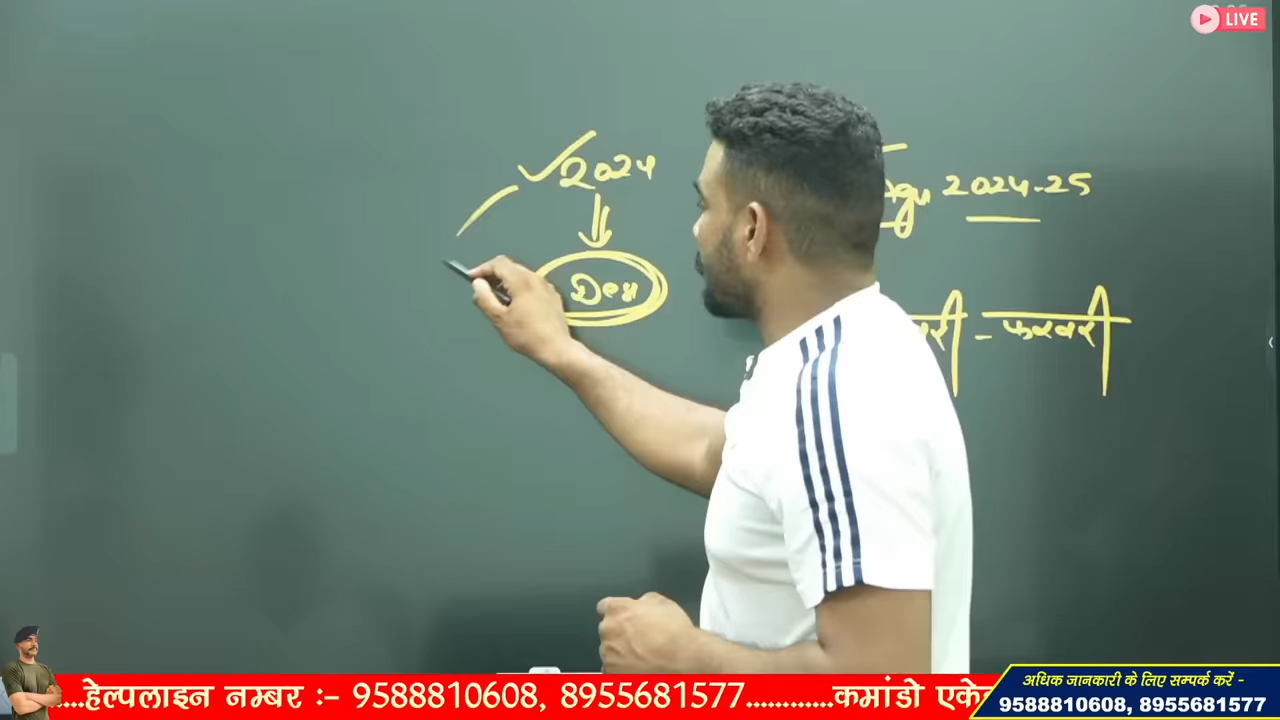 LIVE
2024
2024-25
Dec
- फरवरी
....हेल्पलाइन नम्बर :- 9588810608, 8955681577............कमांडो एके
अधिक जानकारी के लिए सम्पर्क करें -
9588810608, 8955681577